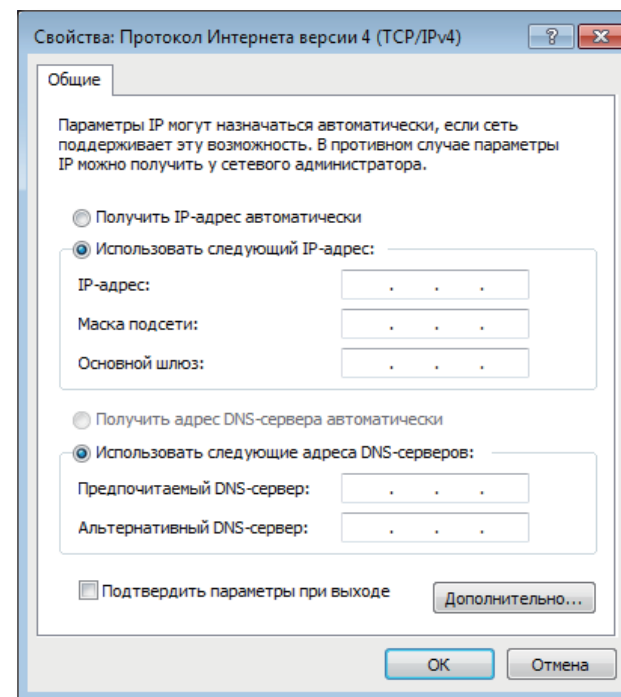 Свойства: Протокол Интернета версии 4 (TCP/IPv4)
Общие
Параметры IP могут назначаться автоматически, если сеть
поддерживает эту возможность. В противном случае параметры
IP можно получить у сетевого администратора.
Получить IP-адрес автоматически
Использовать следующий IP-адрес:
IP-адрес:
Маска подсети:
Основной шлюз:
Получить адрес DNS-сервера автоматически
Использовать следующие адреса DNS-серверов:
Предпочитаемый DNS-сервер:
Альтернативный DNS-сервер:
Подтвердить параметры при выходе
Дополнительно...
ОК
Отмена